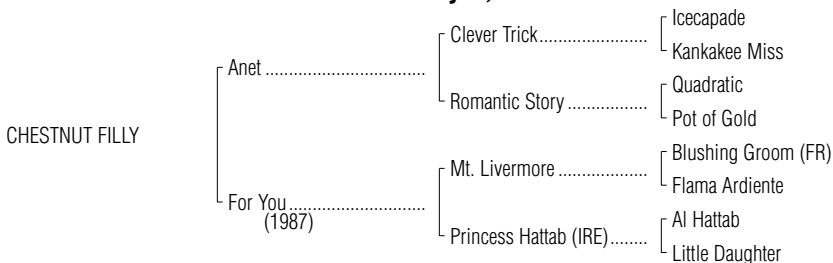 Icecapade
Clever Trick........................
Kankakee Miss
Anet ....................................
Quadratic
Romantic Story ..................
Pot of Gold
CHESTNUT FILLY
Blushing Groom (FR)
Mt. Livermore ....................
Flama Ardiente
For You...............................
(1987)
Al Hattab
Princess Hattab (IRE)........
Little Daughter